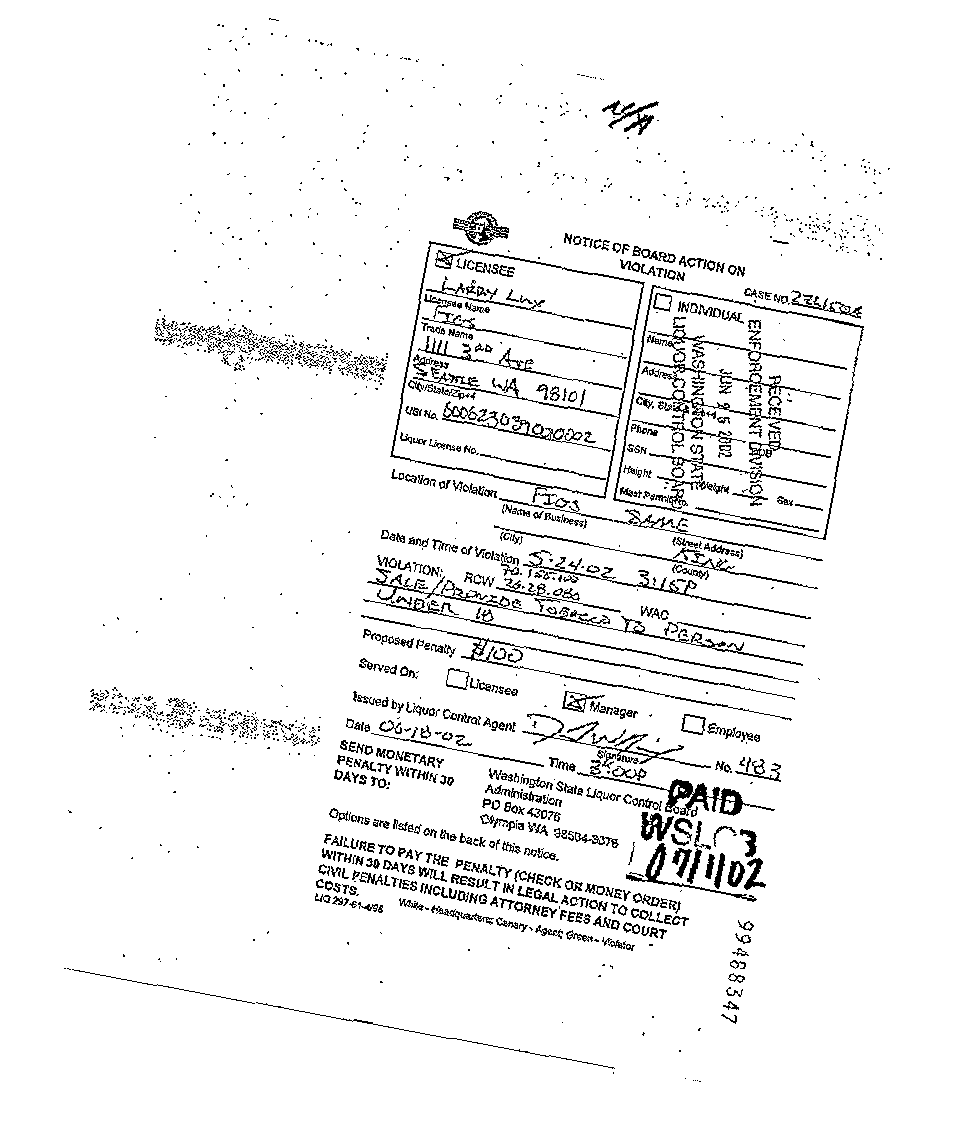 N/A
NOTICE OF BOARD ACTION ON
VIOLATION
CASE NO.
LICENSEE
LARRY LUX
Licensee Name
Trade Name
1111 3RD AVE
Address
SEATTLE WA 98101
City/State/Zip+4
UBI No. 6006230390
Liquor License No.
INDIVIDUAL
Name
Address
City, State
Phone
SSN
Height
Weight
Sex
Mast Permit No.
RECEIVED
JUN 25 2002
ENFORCEMENT DIVISION
WASHINGTON STATE
LIQUOR CONTROL BOARD
Location of Violation SAME
(Name of Business) (Street Address)
KING
(City) (County)
Date and Time of Violation 5-24-02 3:15P
70.155.100
VIOLATION: RCW 26.28.080 WAC
SALE/PROVIDE TOBACCO TO PERSON
UNDER 18
Proposed Penalty $100
Served On: Licensee Manager Employee
Issued by Liquor Control Agent No. 483
Signature
Date 06-18-02 Time 3:00P
SEND MONETARY
PENALTY WITHIN 30
DAYS TO:
Washington State Liquor Control Board
Administration
PO Box 43076
Olympia WA 98504-3076
PAID
WSLCB
07/1/02
Options are listed on the back of this notice.
FAILURE TO PAY THE PENALTY (CHECK OR MONEY ORDER)
WITHIN 30 DAYS WILL RESULT IN LEGAL ACTION TO COLLECT
CIVIL PENALTIES INCLUDING ATTORNEY FEES AND COURT
COSTS.
LIQ 297-61-4/98 White - Headquarters; Canary - Agent; Green - Violator
99488347